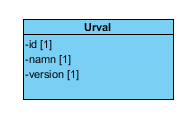 Urval
-id [1]
-namn [1]
-version [1]